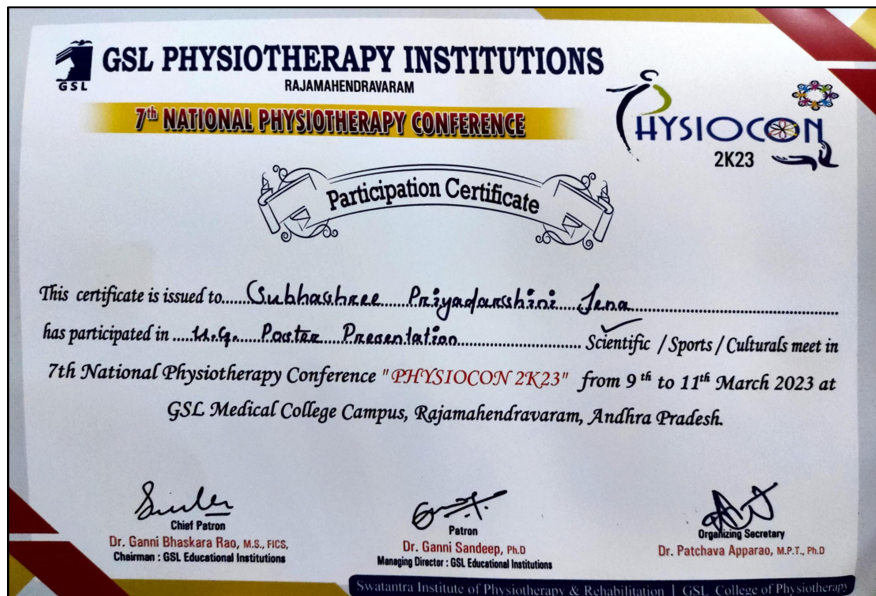 GSL PHYSIOTHERAPY INSTITUTIONS
GSL
RAJAMAHENDRAVARAM
7th NATIONAL PHYSIOTHERAPY CONFERENCE
PHYSIOCON
2K23
Participation Certificate
This certificate is issued to.....Subhashree Priyadarshini Jena
has participated in ....U.G. Poster Presentation.................... Scientific / Sports / Culturals meet in
7th National Physiotherapy Conference "PHYSIOCON 2K23" from 9th to 11th March 2023 at
GSL Medical College Campus, Rajamahendravaram, Andhra Pradesh.
Chief Patron
Dr. Ganni Bhaskara Rao, M.S., FICS,
Chairman : GSL Educational Institutions
Patron
Dr. Ganni Sandeep, Ph.D
Managing Director : GSL Educational Institutions
Organizing Secretary
Dr. Patchava Apparao, M.P.T., Ph.D
Swatantra Institute of Physiotherapy & Rehabilitation | GSL College of Physiotherapy